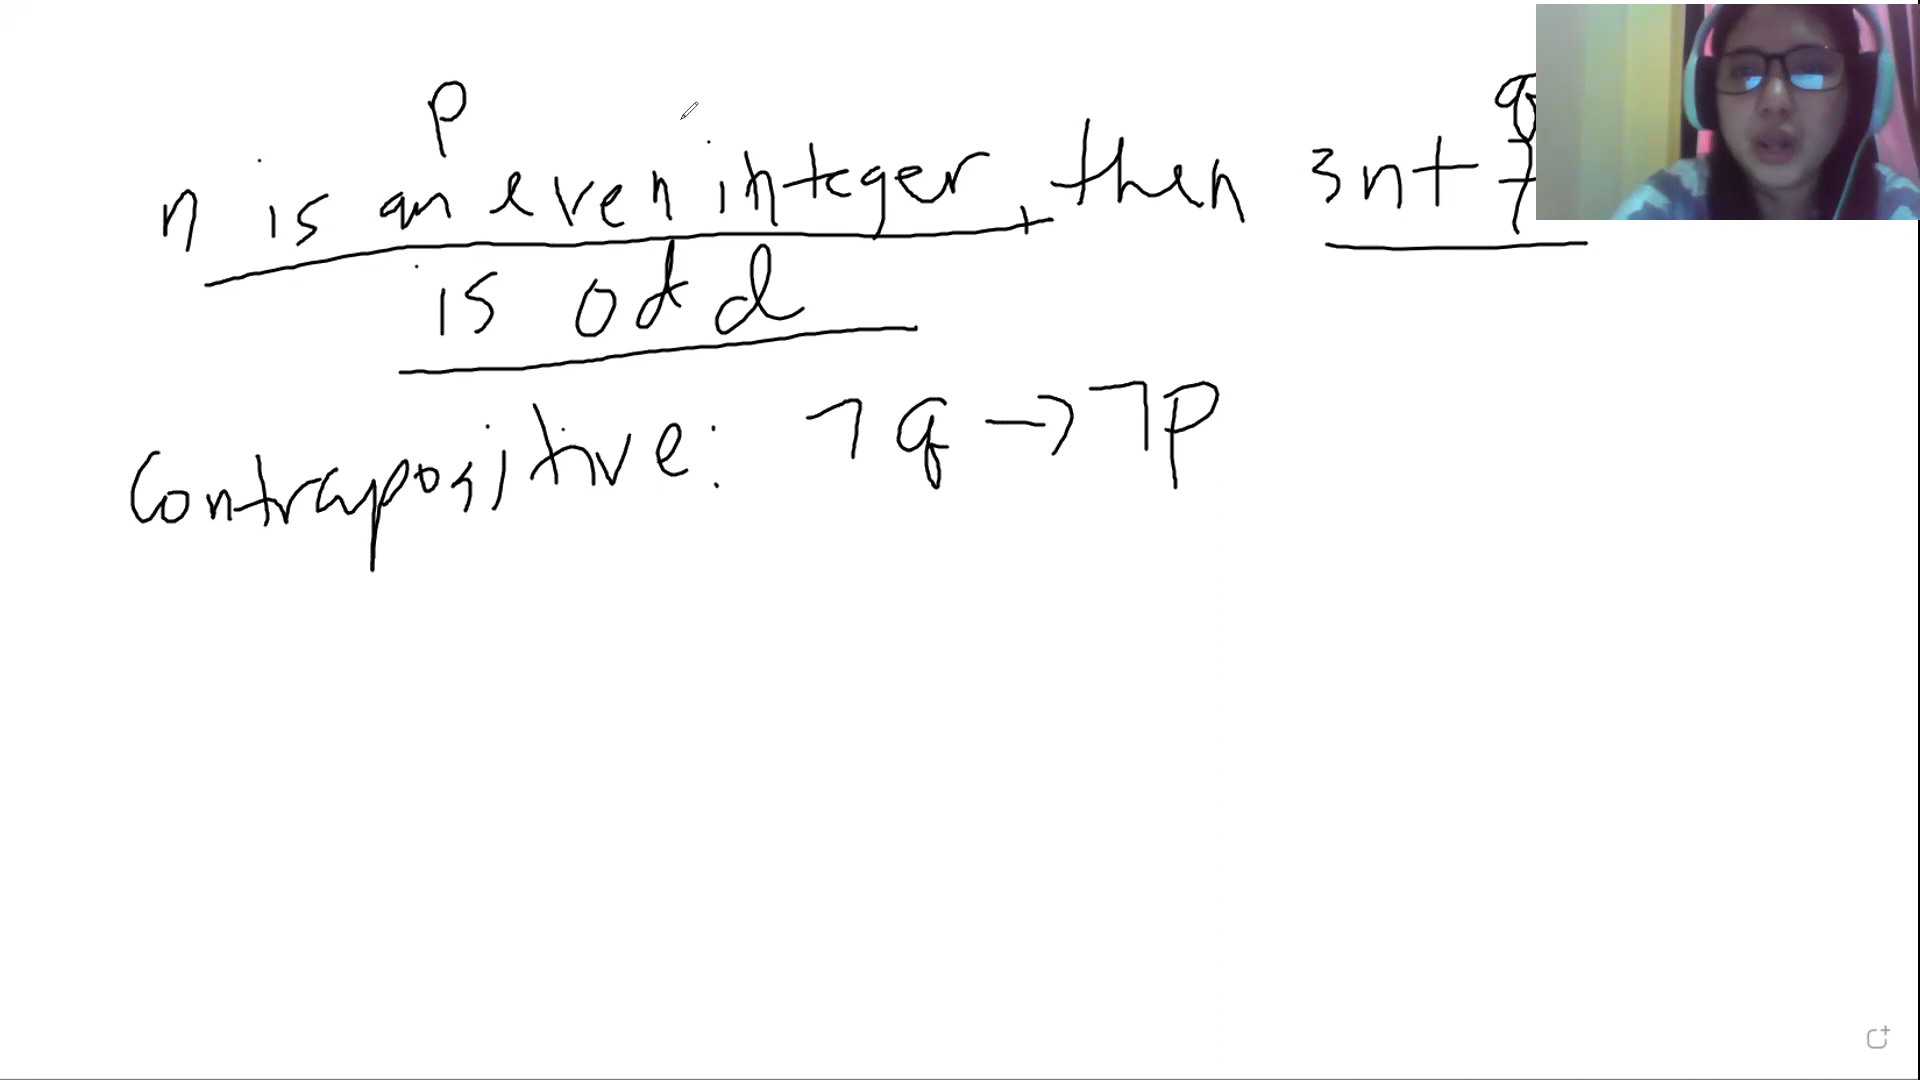 p q
n is an even integer, then 3n+7
is odd
Contrapositive: ¬q→¬p